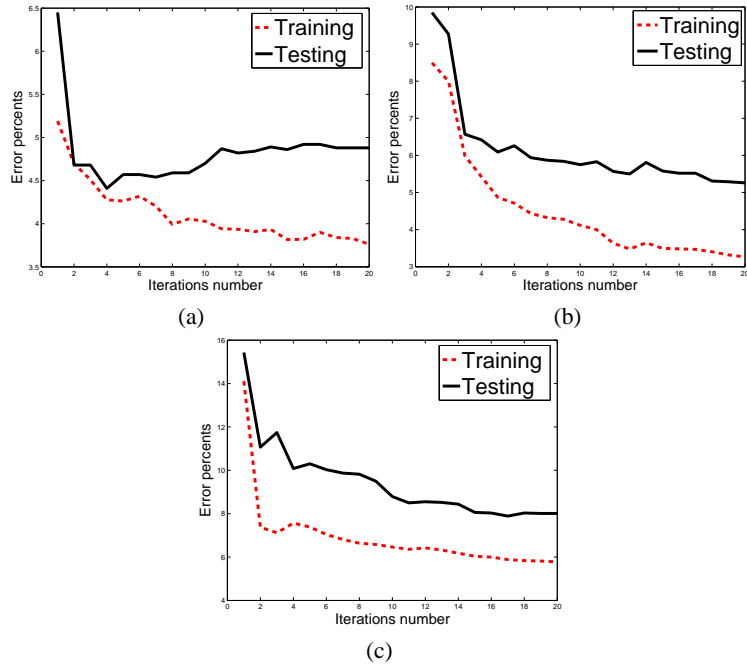 6.5
6
5.5
5
4.5
4
3.5
Error percents
0 2 4 6 8 10 12 14 16 18 20
Iterations number
Training
Testing
(a)
10
9
8
7
6
5
4
3
Error percents
0 2 4 6 8 10 12 14 16 18 20
Iterations number
Training
Testing
(b)
16
14
12
10
8
6
4
Error percents
0 2 4 6 8 10 12 14 16 18 20
Iterations number
Training
Testing
(c)